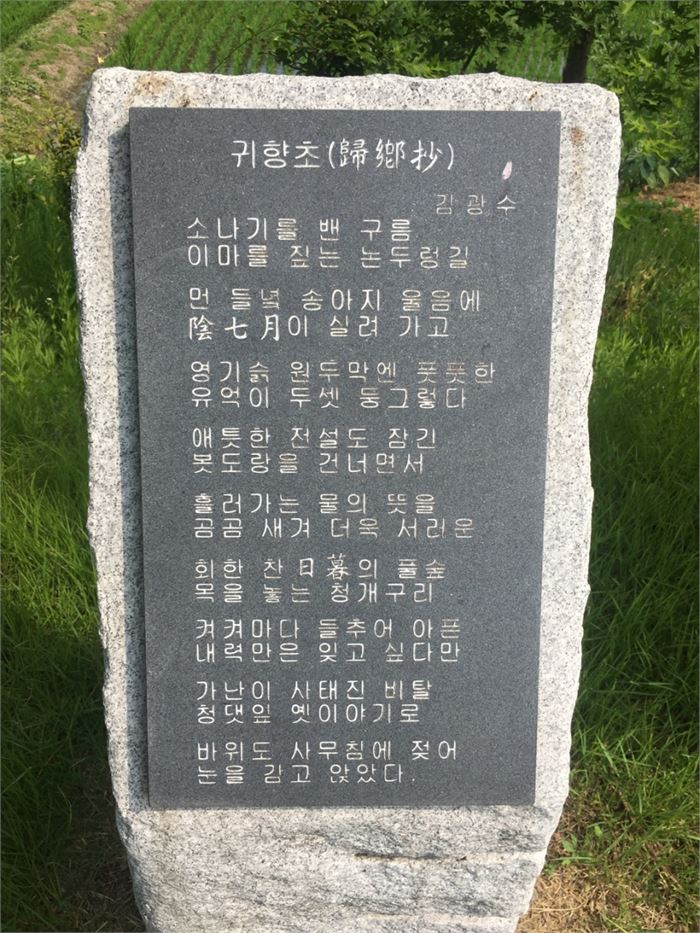 귀향초(歸鄕抄)
김광수
소나기를 밴 구름
이마를 짚는 논두렁길
먼 들녘 송아지 울음에
陰七月이 실려 가고
영기슭 원두막엔 풋풋한
유억이 두셋 둥그렇다
애틋한 전설도 잠긴
봇도랑을 건너면서
흘러가는 물의 뜻을
곰곰 새겨 더욱 서러운
회한 찬 日暮의 풀숲
목을 놓는 청개구리
켜켜마다 들추어 아픈
내력만은 잊고 싶다만
가난이 사태진 비탈
청댓잎 옛이야기로
바위도 사무침에 젖어
눈을 감고 앉았다.